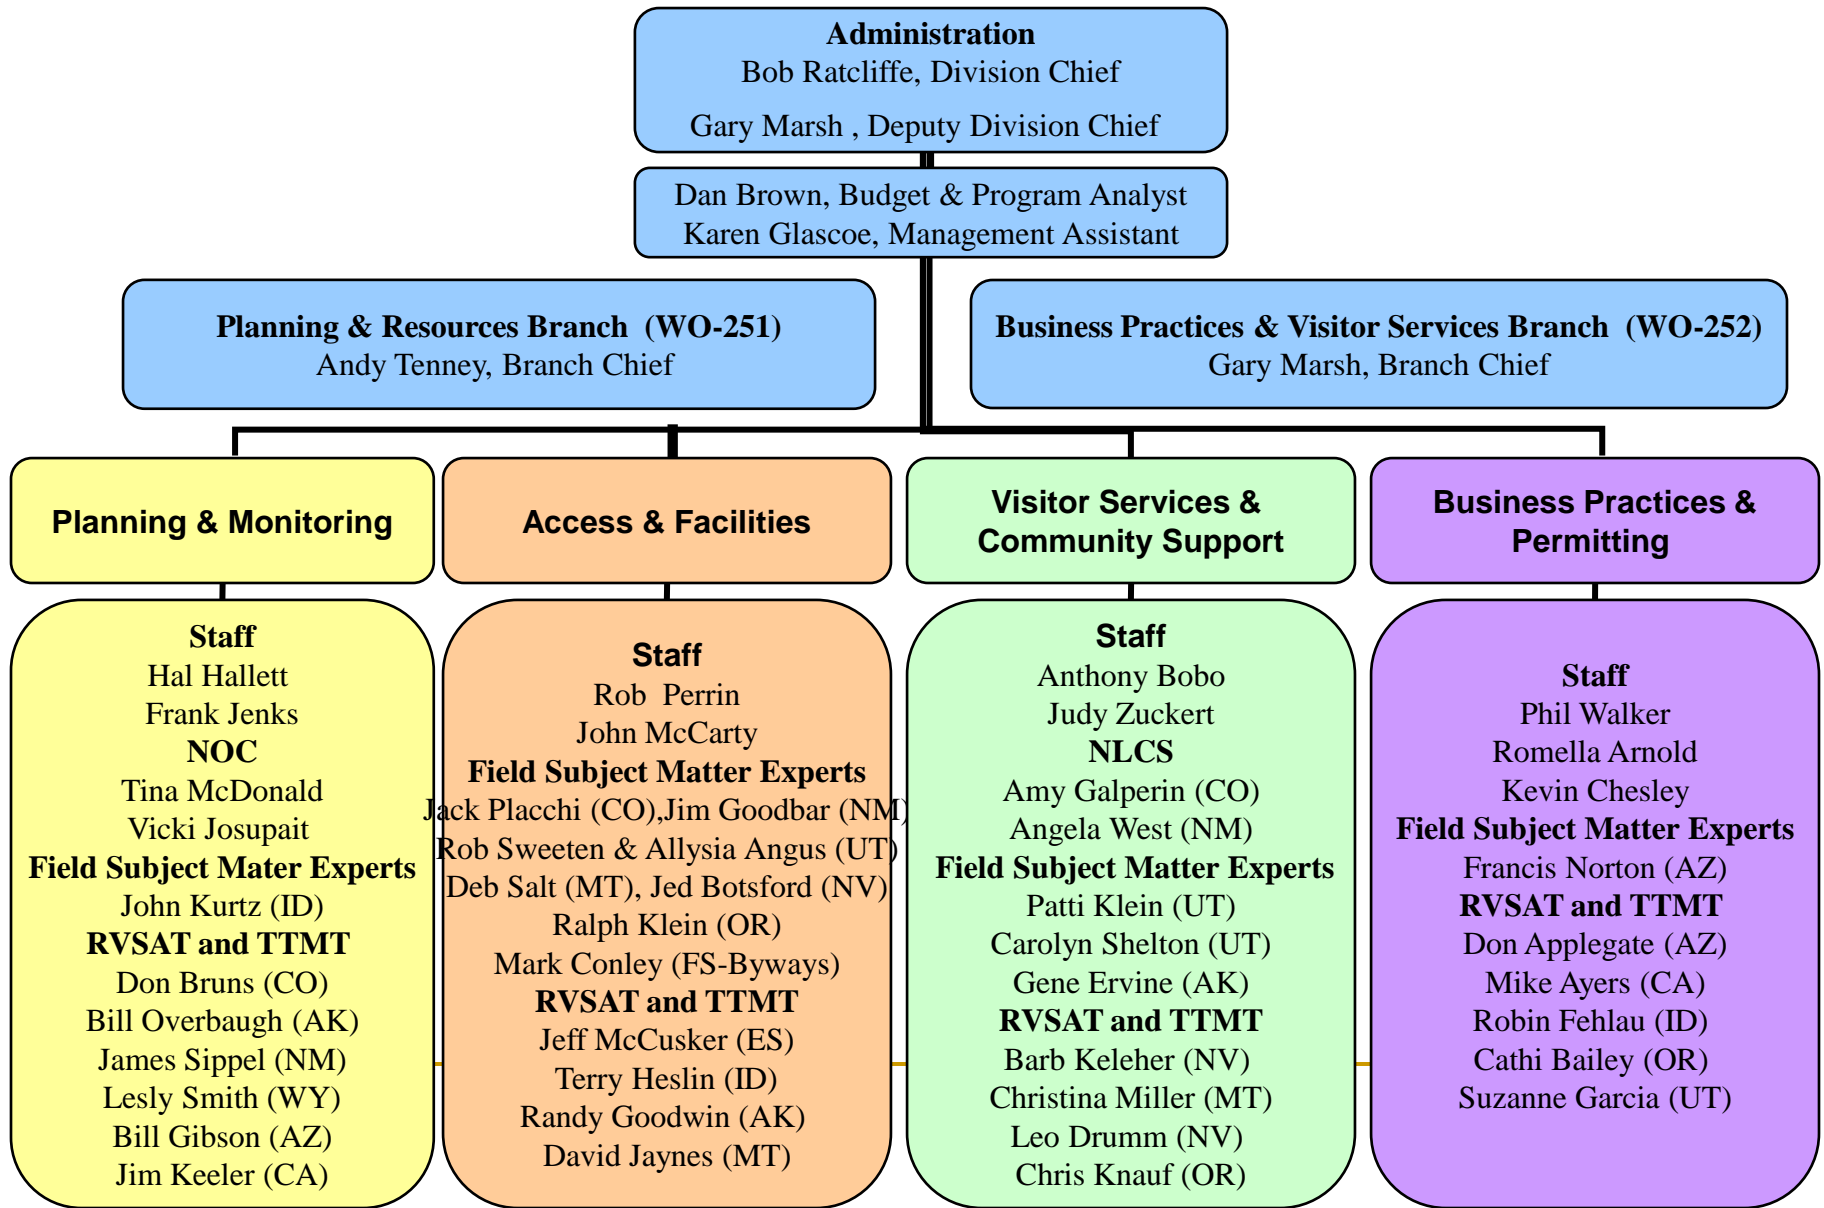 Administration
Bob Ratcliffe, Division Chief
Gary Marsh , Deputy Division Chief
Dan Brown, Budget & Program Analyst
Karen Glascoe, Management Assistant
Planning & Resources Branch (WO-251)
Andy Tenney, Branch Chief
Business Practices & Visitor Services Branch (WO-252)
Gary Marsh, Branch Chief
Planning & Monitoring
Staff
Hal Hallett
Frank Jenks
NOC
Tina McDonald
Vicki Josupait
Field Subject Mater Experts
John Kurtz (ID)
RVSAT and TTMT
Don Bruns (CO)
Bill Overbaugh (AK)
James Sippel (NM)
Lesly Smith (WY)
Bill Gibson (AZ)
Jim Keeler (CA)
Access & Facilities
Staff
Rob Perrin
John McCarty
Field Subject Matter Experts
Jack Placchi (CO),Jim Goodbar (NM)
Rob Sweeten & Allysia Angus (UT)
Deb Salt (MT), Jed Botsford (NV)
Ralph Klein (OR)
Mark Conley (FS-Byways)
RVSAT and TTMT
Jeff McCusker (ES)
Terry Heslin (ID)
Randy Goodwin (AK)
David Jaynes (MT)
Visitor Services &
Community Support
Staff
Anthony Bobo
Judy Zuckert
NLCS
Amy Galperin (CO)
Angela West (NM)
Field Subject Matter Experts
Patti Klein (UT)
Carolyn Shelton (UT)
Gene Ervine (AK)
RVSAT and TTMT
Barb Keleher (NV)
Christina Miller (MT)
Leo Drumm (NV)
Chris Knauf (OR)
Business Practices &
Permitting
Staff
Phil Walker
Romella Arnold
Kevin Chesley
Field Subject Matter Experts
Francis Norton (AZ)
RVSAT and TTMT
Don Applegate (AZ)
Mike Ayers (CA)
Robin Fehlau (ID)
Cathi Bailey (OR)
Suzanne Garcia (UT)